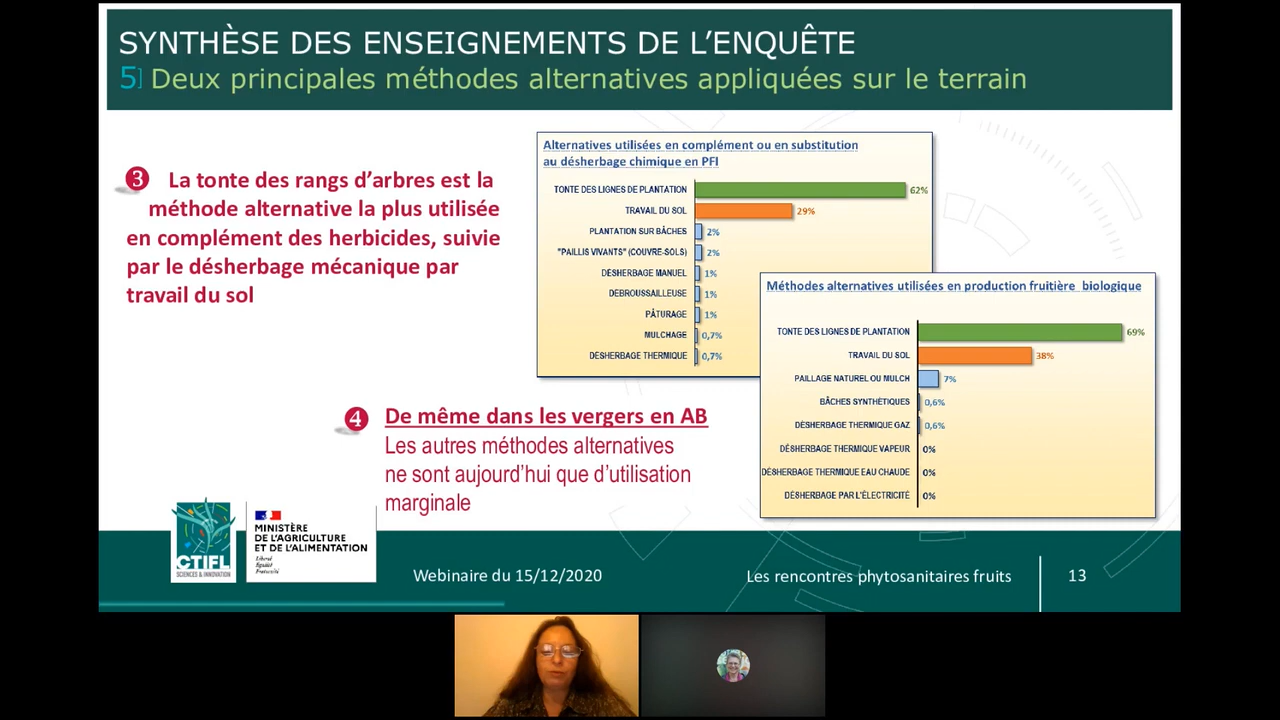 SYNTHÈSE DES ENSEIGNEMENTS DE L'ENQUÊTE
5| Deux principales méthodes alternatives appliquées sur le terrain
3 La tonte des rangs d'arbres est la
méthode alternative la plus utilisée
en complément des herbicides, suivie
par le désherbage mécanique par
travail du sol
Alternatives utilisées en complément ou en substitution
au désherbage chimique en PFI
TONTE DES LIGNES DE PLANTATION 62%
TRAVAIL DU SOL 29%
PLANTATION SUR BÂCHES 2%
"PAILLIS VIVANTS" (COUVRE-SOLS) 2%
DÉSHERBAGE MANUEL 1%
DEBROUSSAILLEUSE 1%
PÂTURAGE 1%
MULCHAGE 0,7%
DÉSHERBAGE THERMIQUE 0,7%
Méthodes alternatives utilisées en production fruitière biologique
TONTE DES LIGNES DE PLANTATION 69%
TRAVAIL DU SOL 38%
PAILLAGE NATUREL OU MULCH 7%
BÂCHES SYNTHÉTIQUES 0,6%
DÉSHERBAGE THERMIQUE GAZ 0,6%
DÉSHERBAGE THERMIQUE VAPEUR 0%
DÉSHERBAGE THERMIQUE EAU CHAUDE 0%
DÉSHERBAGE PAR L'ÉLECTRICITÉ 0%
4 De même dans les vergers en AB
Les autres méthodes alternatives
ne sont aujourd'hui que d'utilisation
marginale
CTIFL
SCIENCES & INNOVATION
MINISTÈRE
DE L'AGRICULTURE
ET DE L'ALIMENTATION
Liberté
Égalité
Fraternité
Webinaire du 15/12/2020
Les rencontres phytosanitaires fruits
13